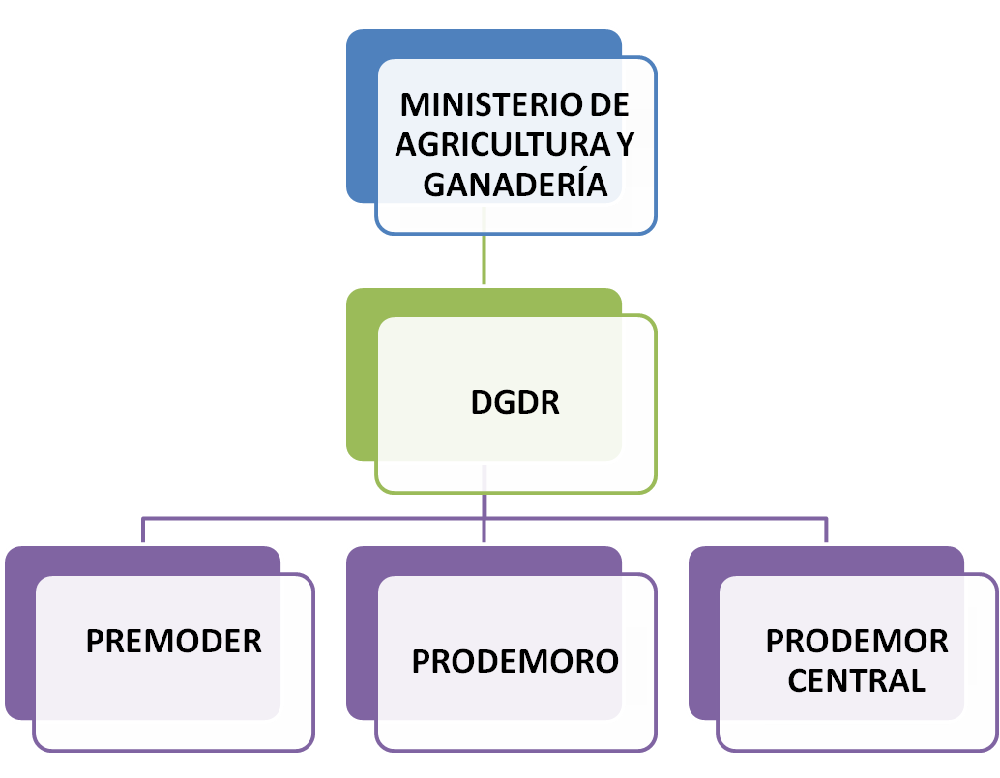 MINISTERIO DE
AGRICULTURA Y
GANADERÍA
DGDR
PREMODER
PRODEMORO
PRODEMOR
CENTRAL